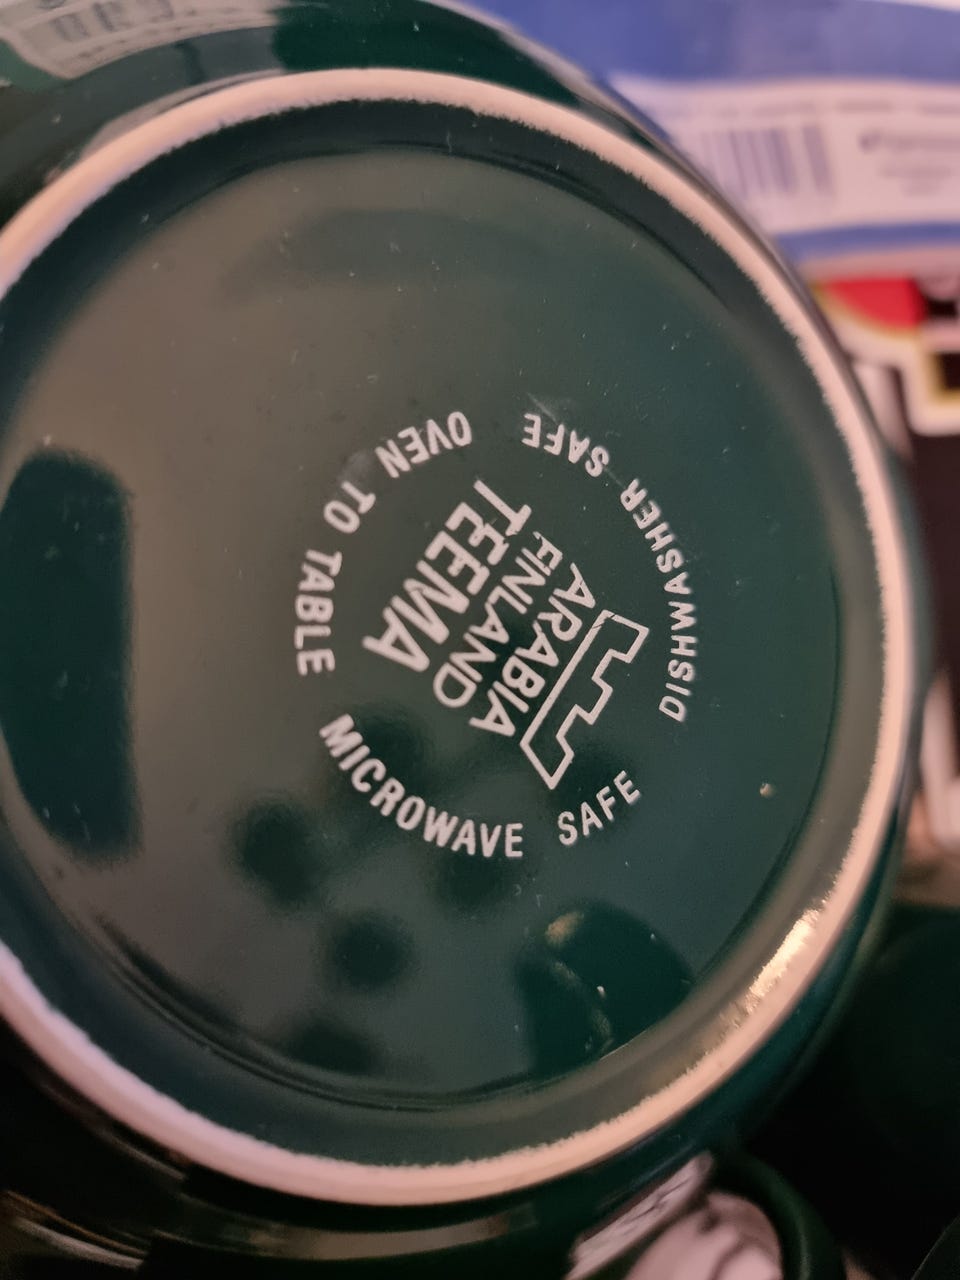 ARABIA
FINLAND
TEEMA
DISHWASHER SAFE
OVEN TO TABLE
MICROWAVE SAFE